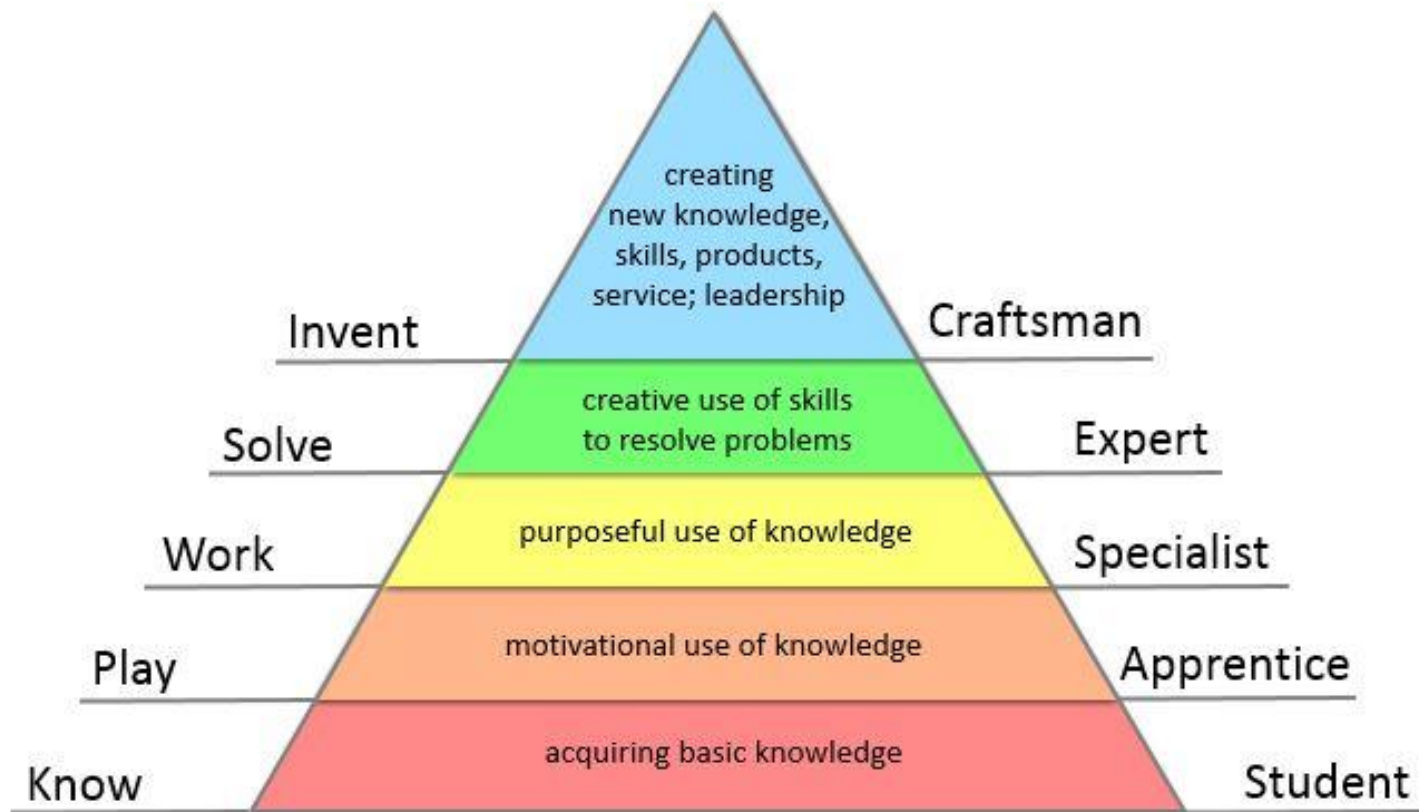 creating
new knowledge,
skills, products,
service; leadership
Invent
Craftsman
creative use of skills
to resolve problems
Solve
Expert
purposeful use of knowledge
Work
Specialist
motivational use of knowledge
Play
Apprentice
acquiring basic knowledge
Know
Student